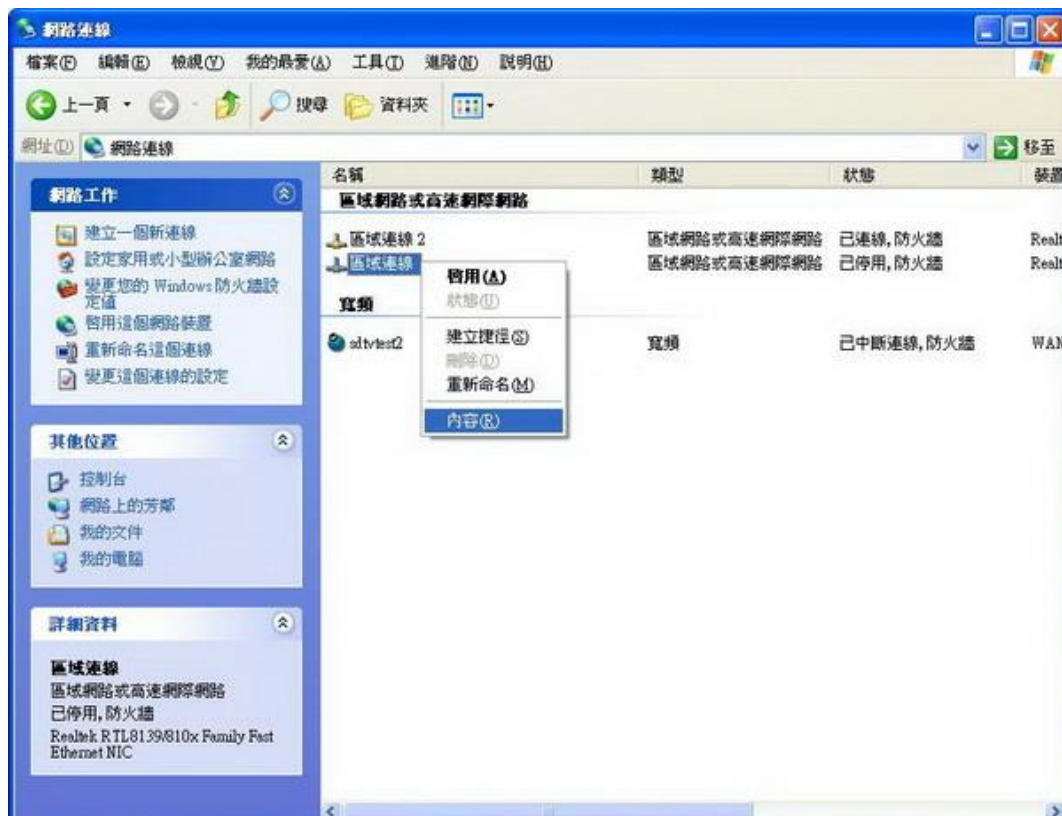 網路連線
檔案(F) 編輯(E) 檢視(V) 我的最愛(A) 工具(T) 進階(N) 說明(H)
上一頁 搜尋 資料夾
網址(D) 網路連線 移至
網路工作
建立一個新連線
設定家用或小型辦公室網路
變更您的 Windows 防火牆設
定值
啟用這個網路裝置
重新命名這個連線
變更這個連線的設定
其他位置
控制台
網路上的芳鄰
我的文件
我的電腦
詳細資料
區域連線
區域網路或高速網際網路
已停用, 防火牆
Realtek RTL8139/810x Family Fast
Ethernet NIC
名稱 類型 狀態 裝置
區域網路或高速網際網路
區域連線 2 區域網路或高速網際網路 已連線, 防火牆 Realt
區域連線 區域網路或高速網際網路 已停用, 防火牆 Realt
寬頻
sdtvtest2 寬頻 已中斷連線, 防火牆 WAN
啟用(A)
狀態(U)
建立捷徑(S)
刪除(D)
重新命名(M)
內容(R)